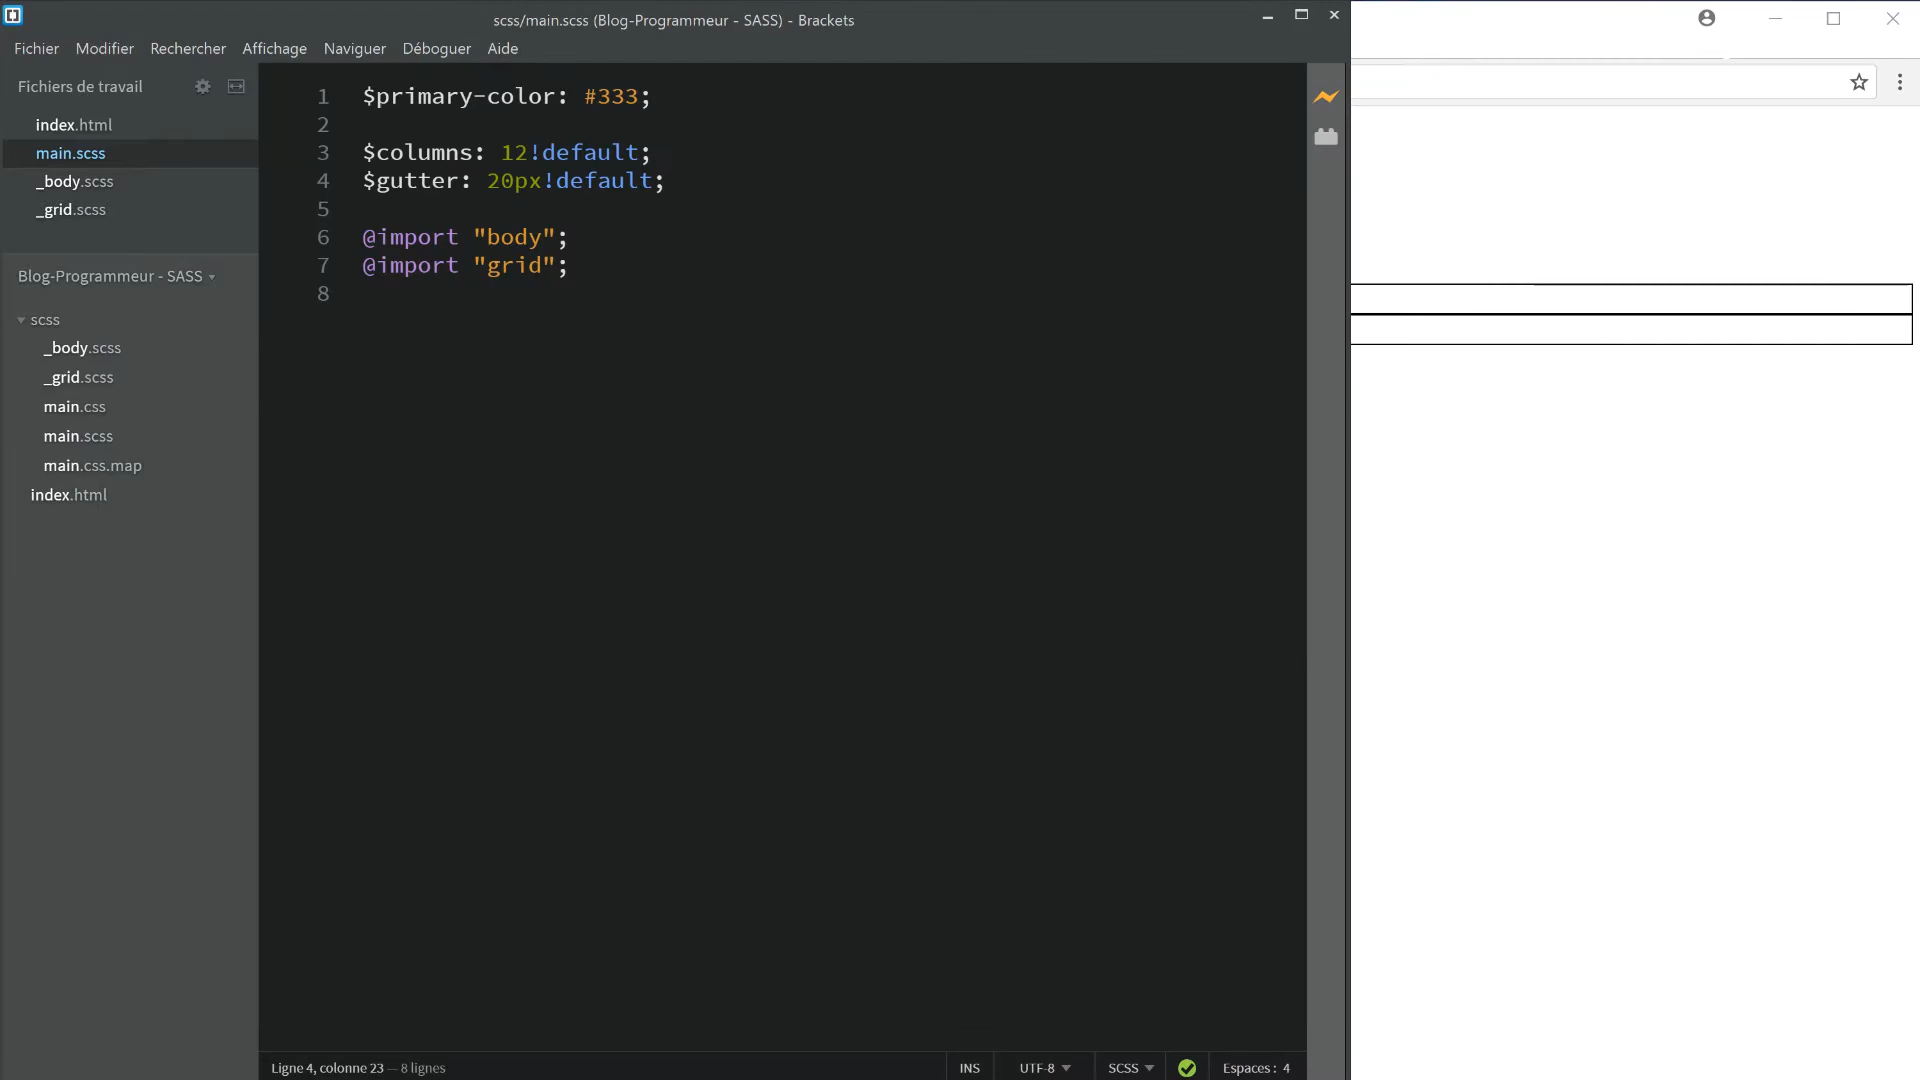 scss/main.scss (Blog-Programmeur - SASS) - Brackets
Fichier Modifier Rechercher Affichage Naviguer Déboguer Aide
Fichiers de travail
index.html
main.scss
_body.scss
_grid.scss
Blog-Programmeur - SASS
scss
_body.scss
_grid.scss
main.css
main.scss
main.css.map
index.html
1 $primary-color: #333;
2
3 $columns: 12!default;
4 $gutter: 20px!default;
5
6 @import "body";
7 @import "grid";
8
Ligne 4, colonne 23 — 8 lignes
INS UTF-8 SCSS Espaces : 4